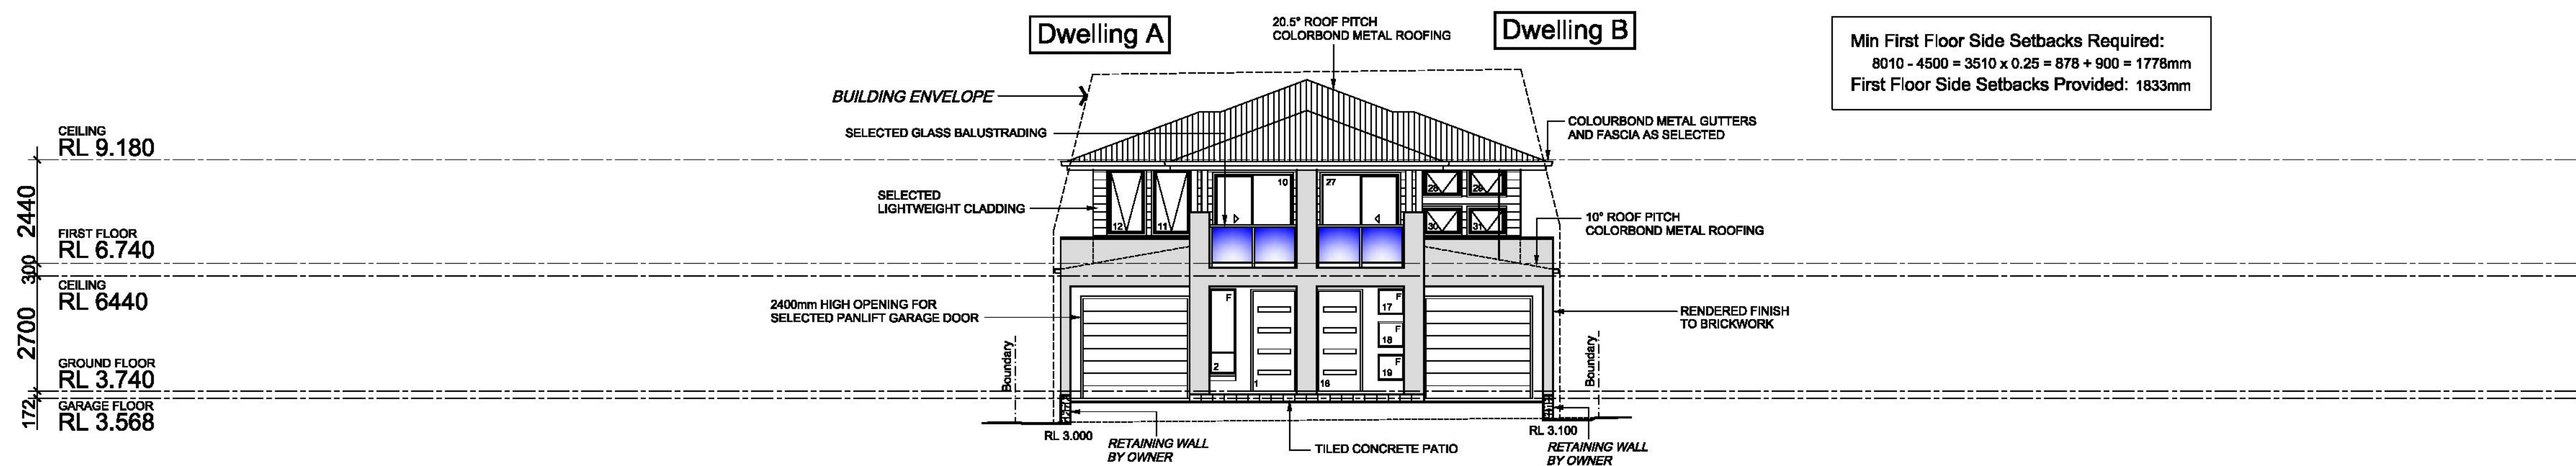 Dwelling A
20.5° ROOF PITCH
COLORBOND METAL ROOFING
Dwelling B
Min First Floor Side Setbacks Required:
8010 - 4500 = 3510 x 0.25 = 878 + 900 = 1778mm
First Floor Side Setbacks Provided: 1833mm
BUILDING ENVELOPE
SELECTED GLASS BALUSTRADING
COLOURBOND METAL GUTTERS
AND FASCIA AS SELECTED
CEILING
RL 9.180
2440
SELECTED
LIGHTWEIGHT CLADDING
12
11
10
27
28
29
30
31
10° ROOF PITCH
COLORBOND METAL ROOFING
FIRST FLOOR
RL 6.740
300
CEILING
RL 6440
2700
2400mm HIGH OPENING FOR
SELECTED PANLIFT GARAGE DOOR
F
2
1
16
F
17
F
18
F
19
RENDERED FINISH
TO BRICKWORK
Boundary
Boundary
GROUND FLOOR
RL 3.740
172
GARAGE FLOOR
RL 3.568
RL 3.000
RETAINING WALL
BY OWNER
TILED CONCRETE PATIO
RL 3.100
RETAINING WALL
BY OWNER